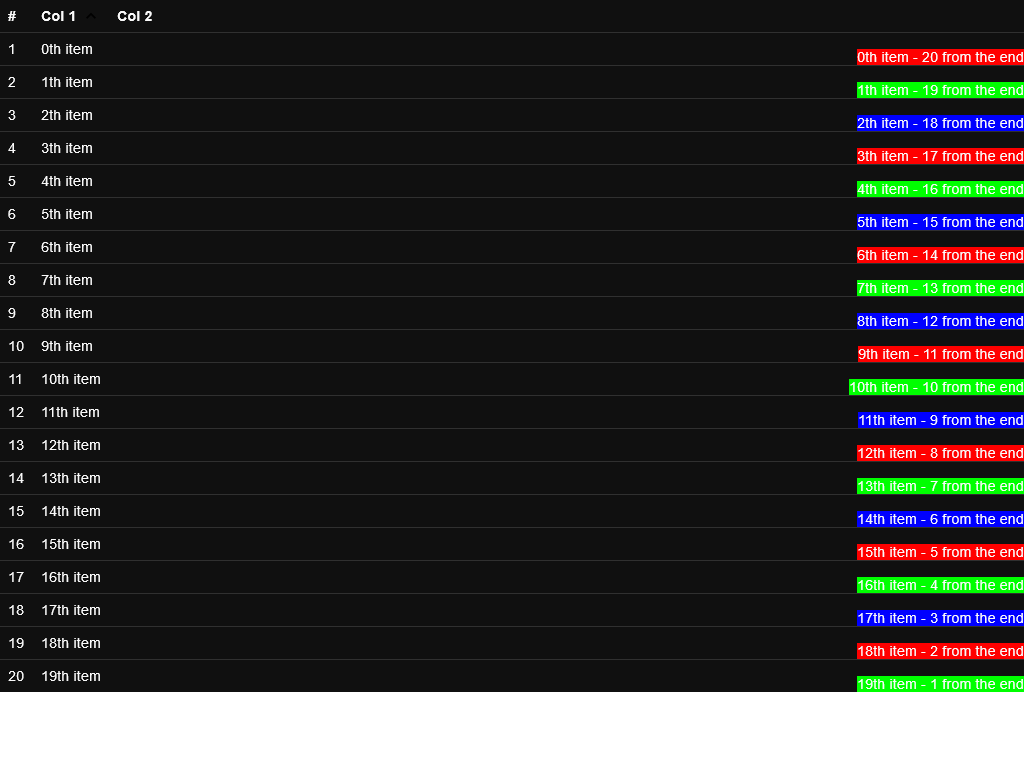 # Col 1 Col 2
1 0th item 0th item - 20 from the end
2 1th item 1th item - 19 from the end
3 2th item 2th item - 18 from the end
4 3th item 3th item - 17 from the end
5 4th item 4th item - 16 from the end
6 5th item 5th item - 15 from the end
7 6th item 6th item - 14 from the end
8 7th item 7th item - 13 from the end
9 8th item 8th item - 12 from the end
10 9th item 9th item - 11 from the end
11 10th item 10th item - 10 from the end
12 11th item 11th item - 9 from the end
13 12th item 12th item - 8 from the end
14 13th item 13th item - 7 from the end
15 14th item 14th item - 6 from the end
16 15th item 15th item - 5 from the end
17 16th item 16th item - 4 from the end
18 17th item 17th item - 3 from the end
19 18th item 18th item - 2 from the end
20 19th item 19th item - 1 from the end